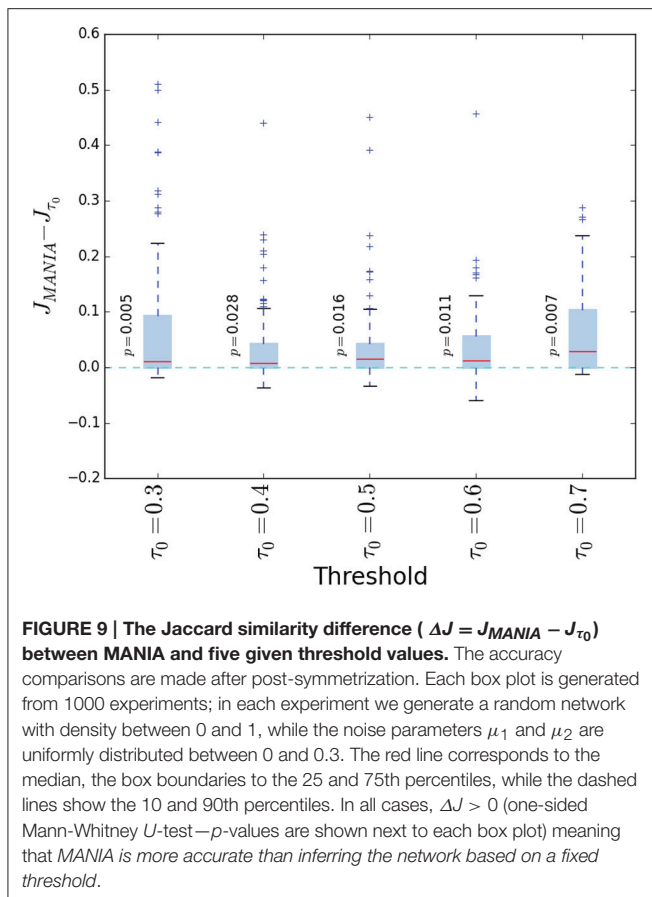 0.6
0.5
0.4
0.3
0.2
0.1
0.0
−0.1
−0.2
J_MANIA − J_τ0
p=0.005
p=0.028
p=0.016
p=0.011
p=0.007
τ0=0.3
τ0=0.4
τ0=0.5
τ0=0.6
τ0=0.7
Threshold
FIGURE 9 | The Jaccard similarity difference ( ΔJ = J_MANIA − J_τ0)
between MANIA and five given threshold values. The accuracy
comparisons are made after post-symmetrization. Each box plot is generated
from 1000 experiments; in each experiment we generate a random network
with density between 0 and 1, while the noise parameters μ1 and μ2 are
uniformly distributed between 0 and 0.3. The red line corresponds to the
median, the box boundaries to the 25 and 75th percentiles, while the dashed
lines show the 10 and 90th percentiles. In all cases, ΔJ > 0 (one-sided
Mann-Whitney U-test—p-values are shown next to each box plot) meaning
that MANIA is more accurate than inferring the network based on a fixed
threshold.